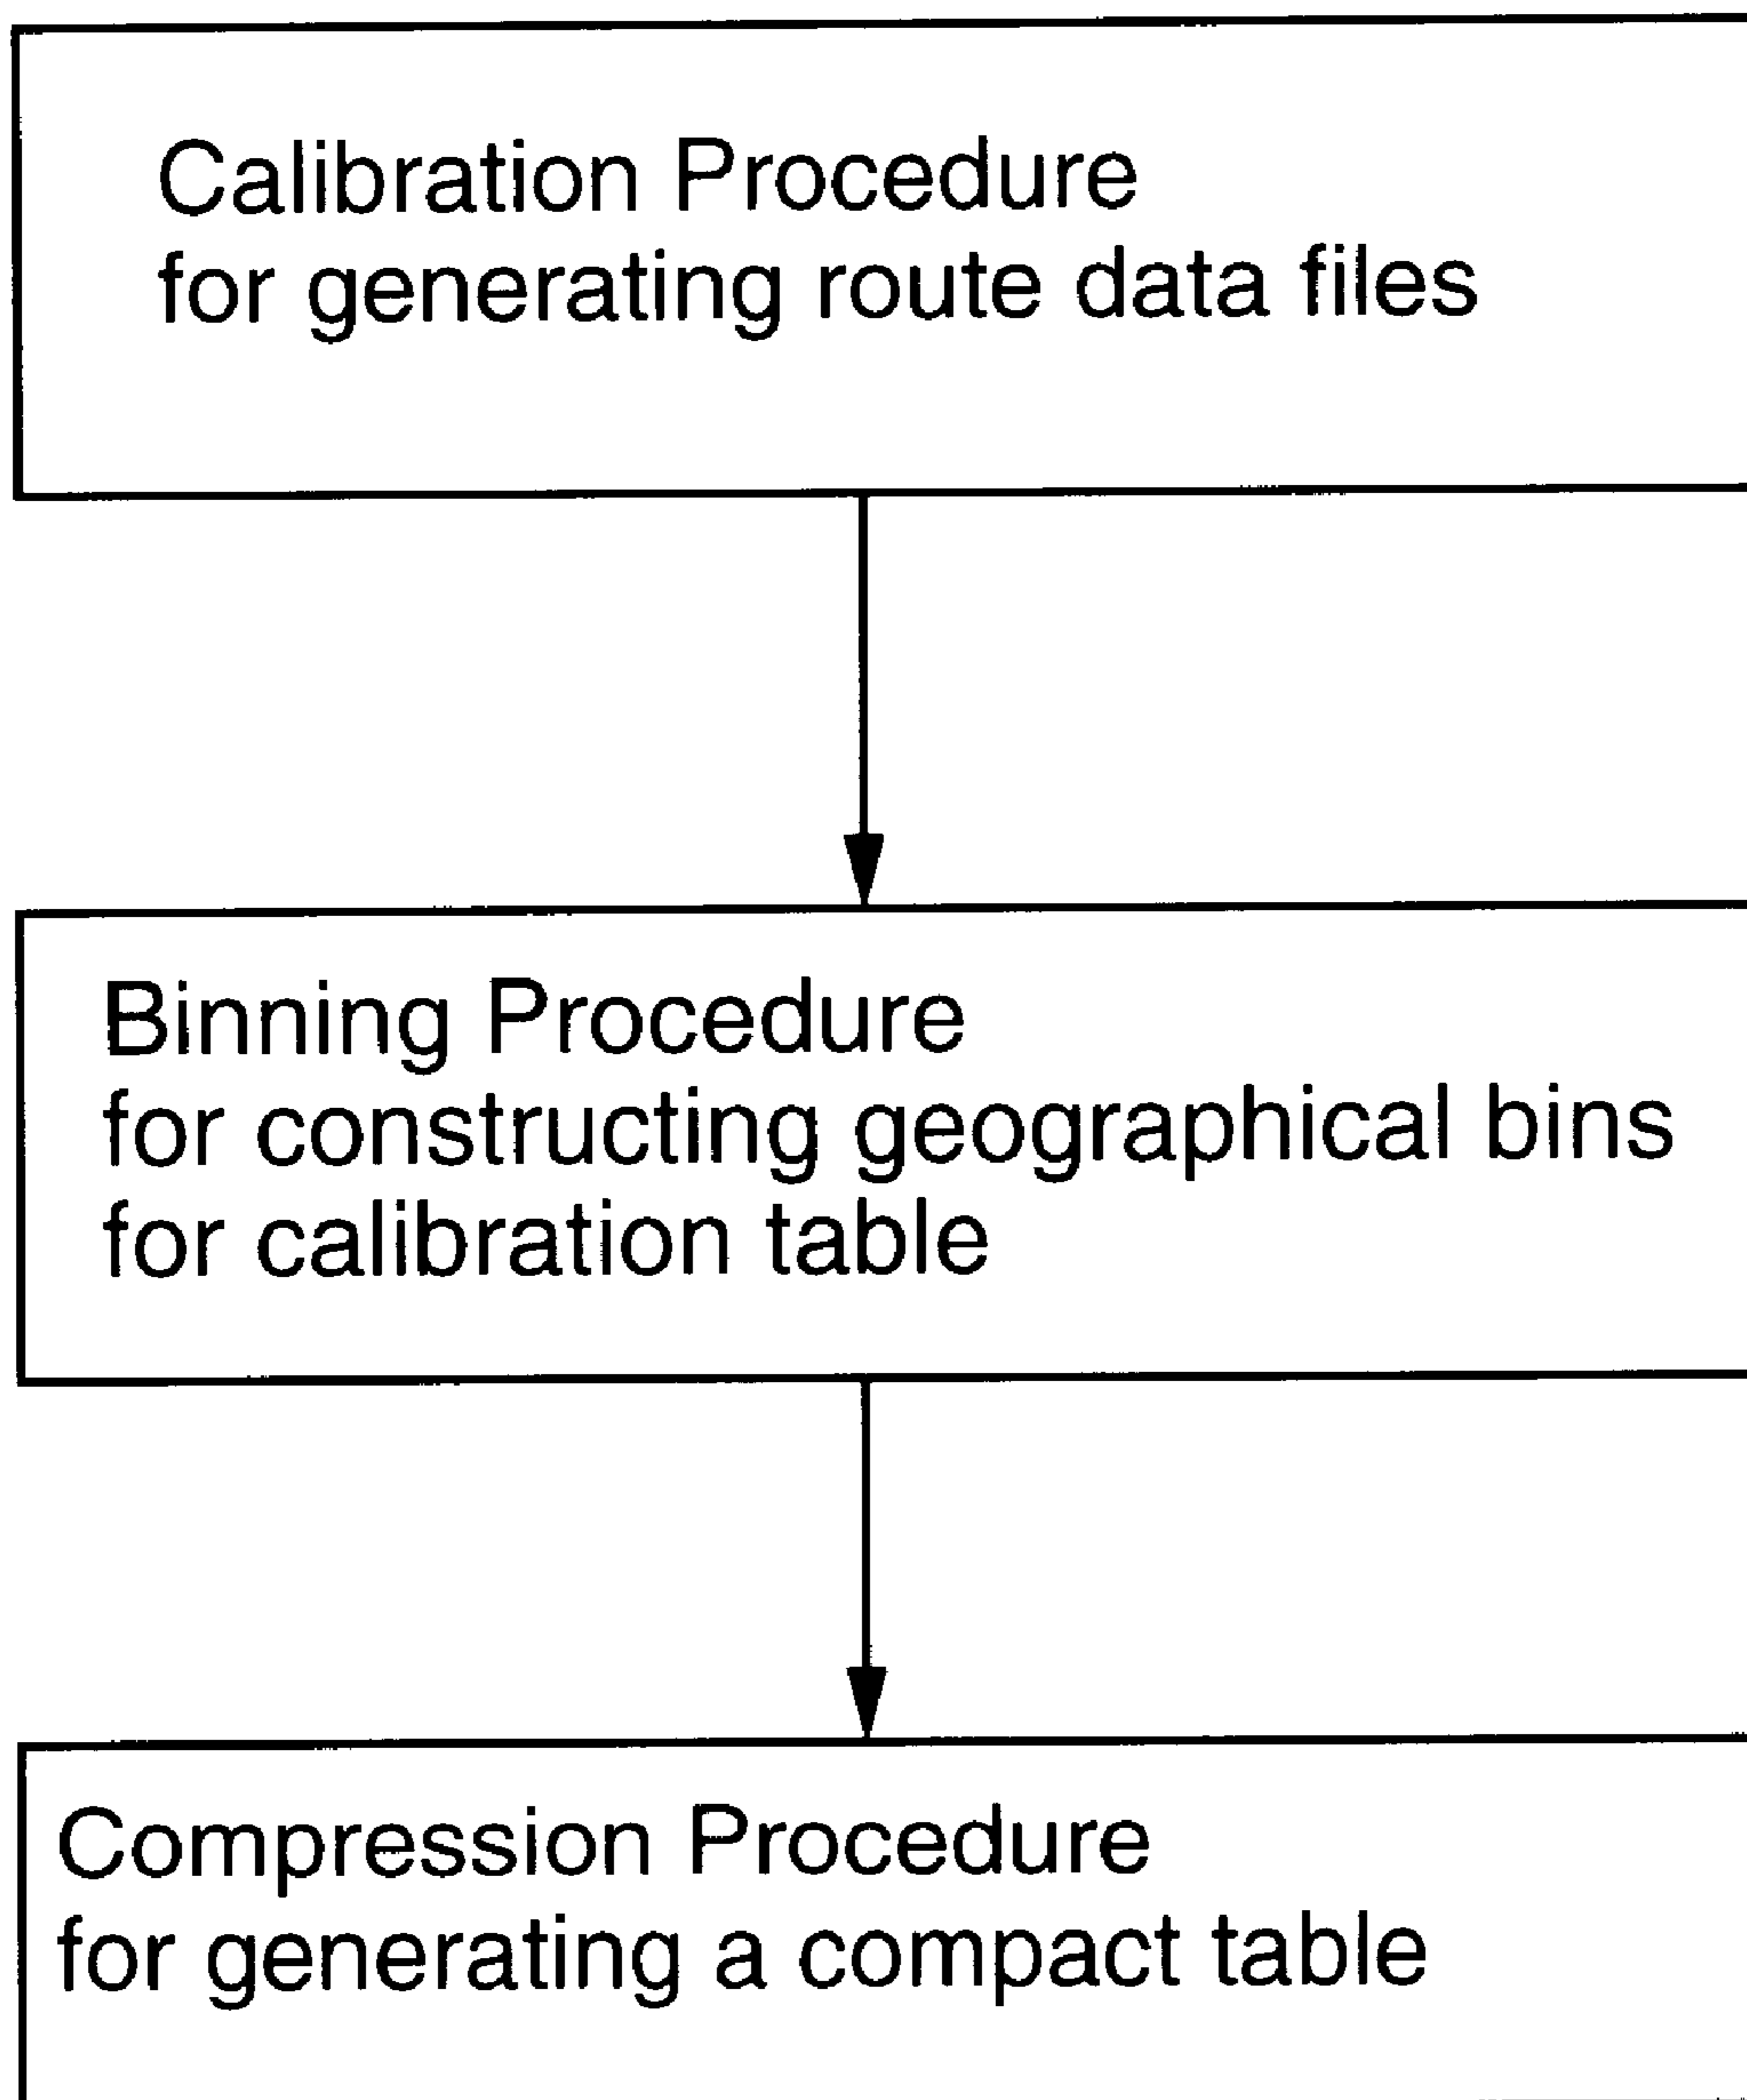 Calibration Procedure
for generating route data files
Binning Procedure
for constructing geographical bins
for calibration table
Compression Procedure
for generating a compact table